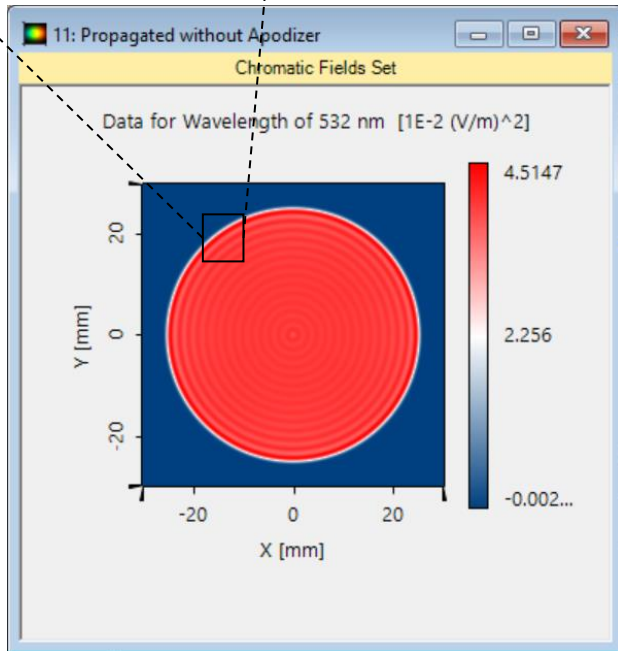 11: Propagated without Apodizer
Chromatic Fields Set
Data for Wavelength of 532 nm  [1E-2 (V/m)^2]
4.5147
2.256
-0.002...
20
0
-20
Y [mm]
-20
0
20
X [mm]